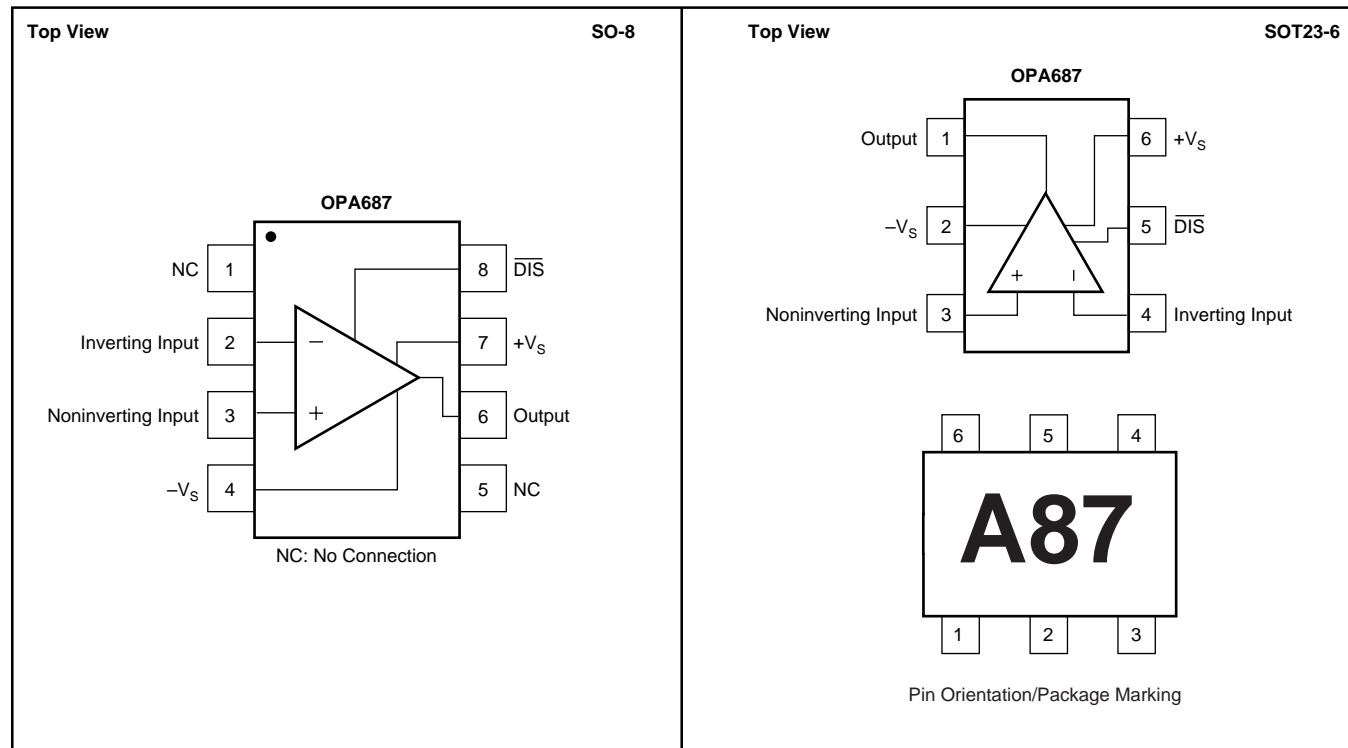 Top View SO-8
OPA687
NC 1 8 D̅I̅S̅
Inverting Input 2 − 7 +VS
Noninverting Input 3 + 6 Output
–VS 4 5 NC
NC: No Connection
Top View SOT23-6
OPA687
Output 1 6 +VS
–VS 2 5 D̅I̅S̅
+ −
Noninverting Input 3 4 Inverting Input
6 5 4
A87
1 2 3
Pin Orientation/Package Marking